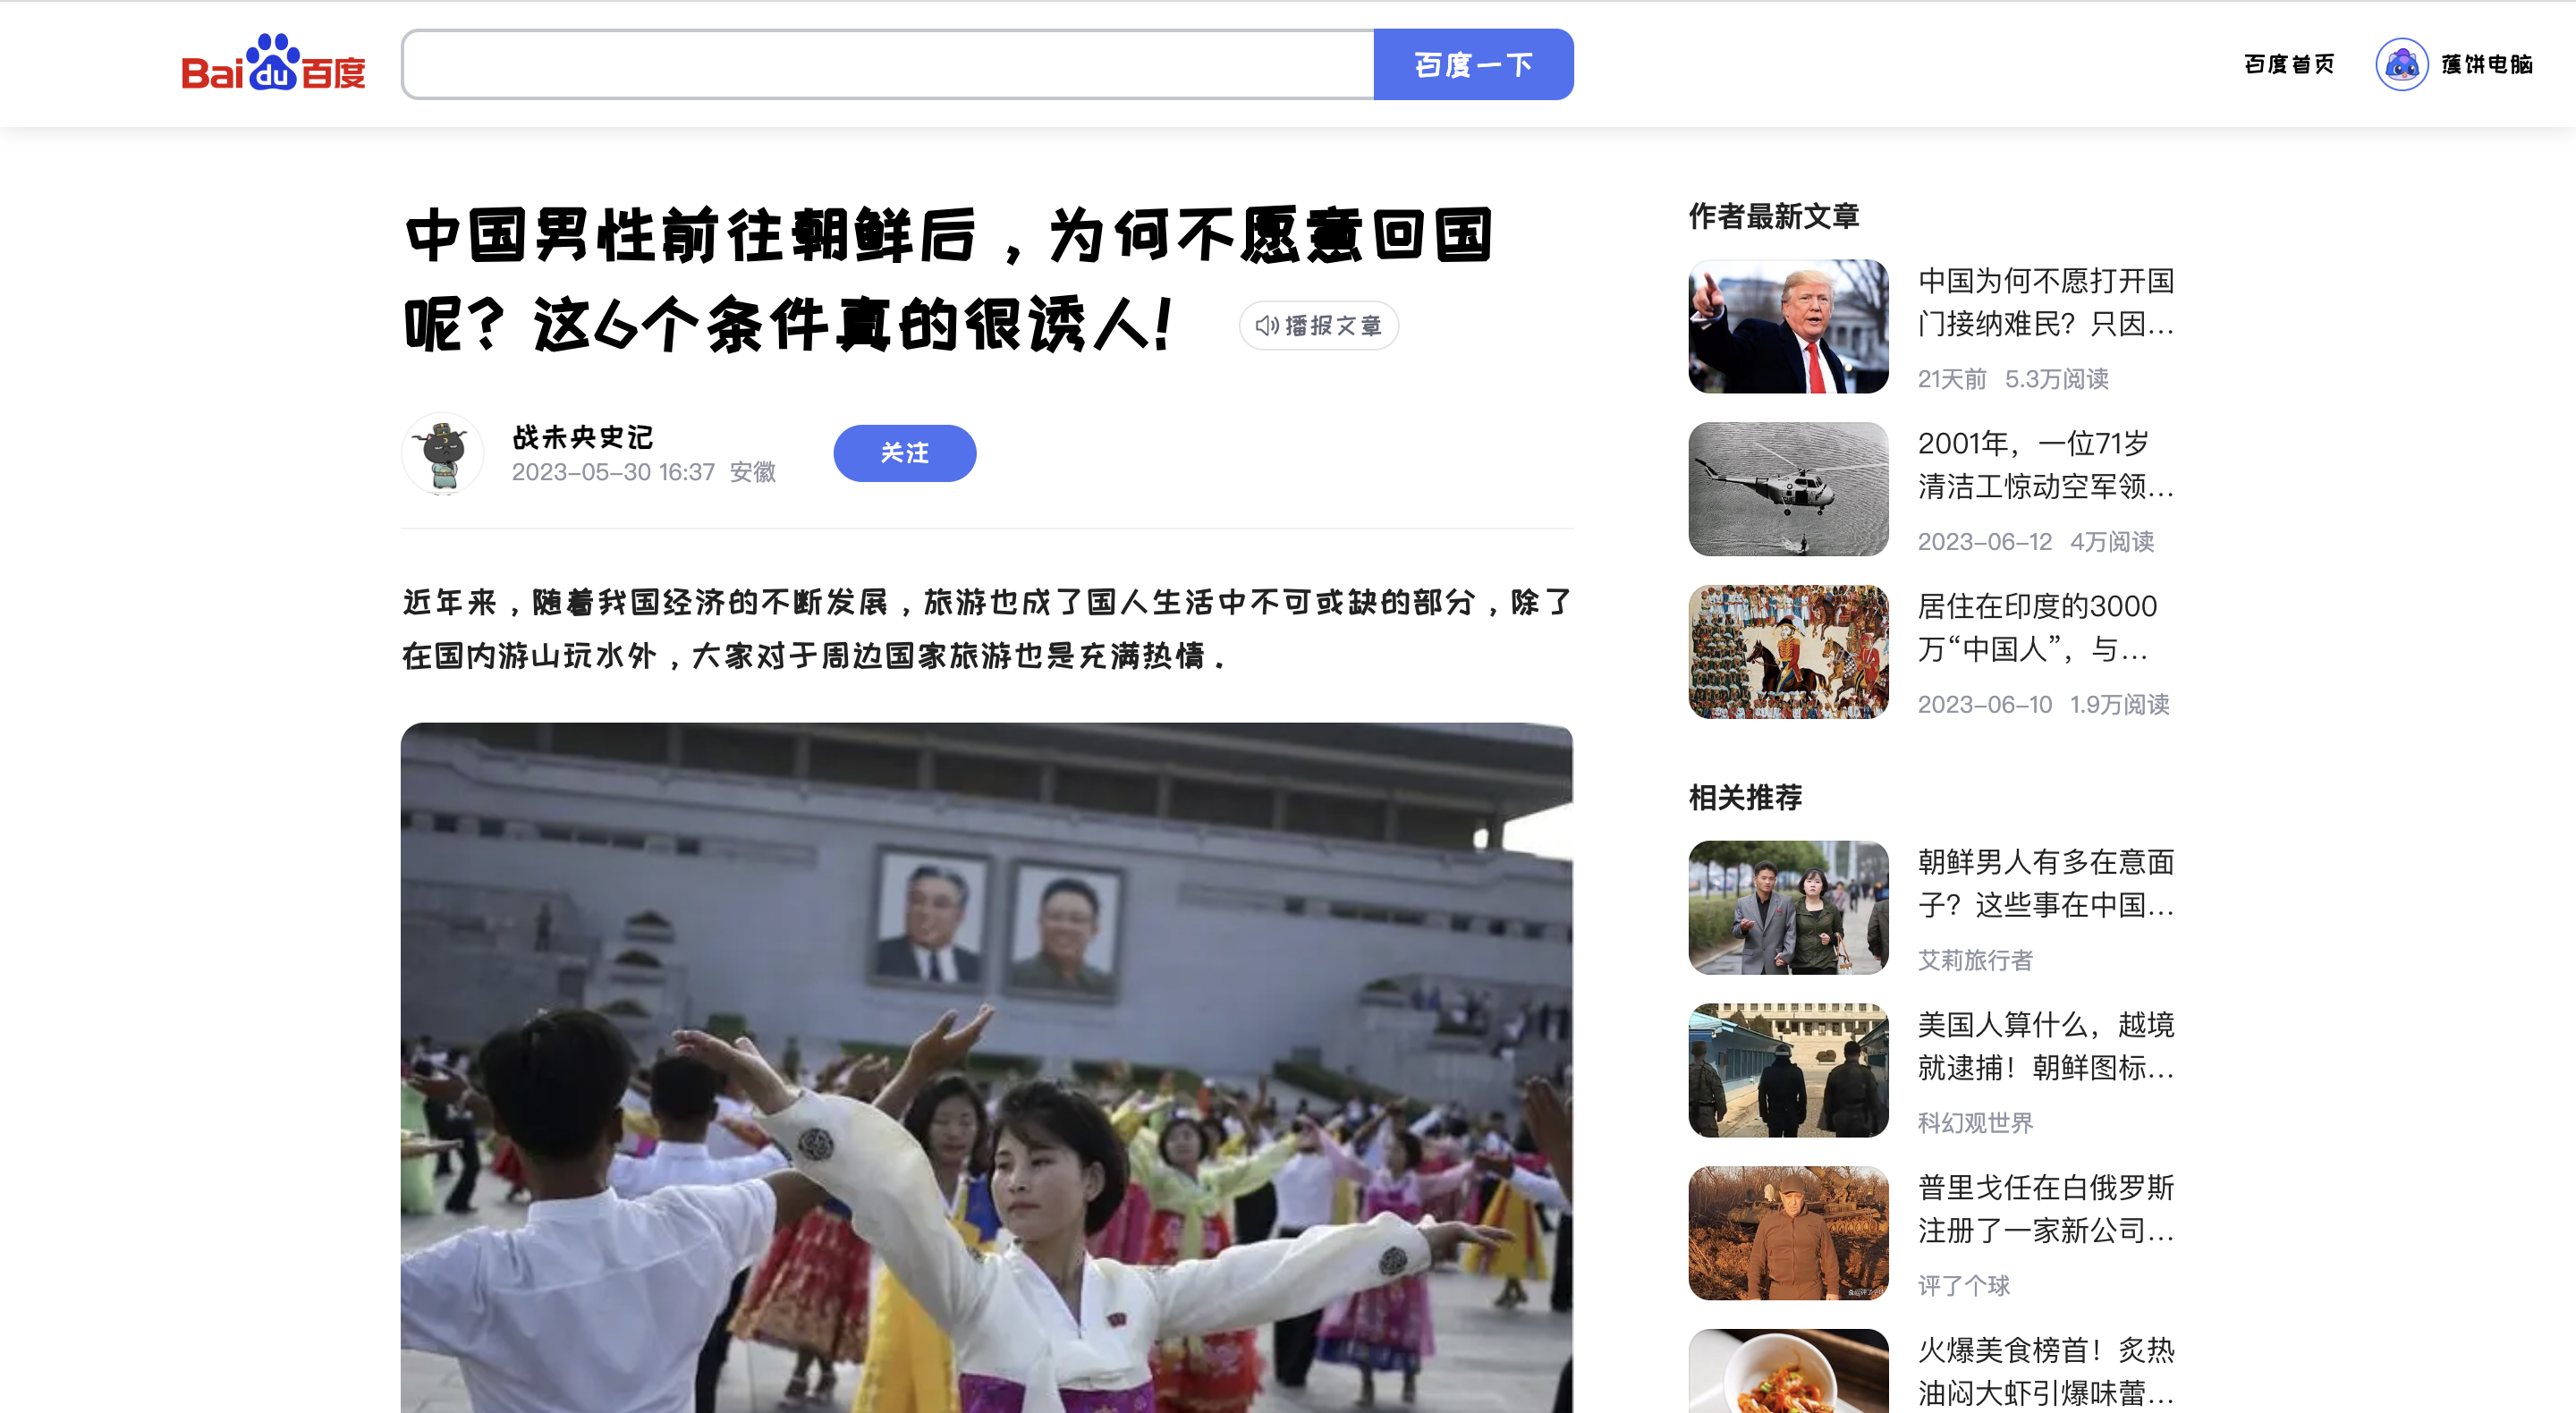 Baidu百度
百度一下
百度首页
蕉饼电脑
中国男性前往朝鲜后，为何不愿意回国
呢？这6个条件真的很诱人！
播报文章
战未央史记
2023-05-30 16:37 安徽
关注
近年来，随着我国经济的不断发展，旅游也成了国人生活中不可或缺的部分，除了
在国内游山玩水外，大家对于周边国家旅游也是充满热情。
作者最新文章
中国为何不愿打开国
门接纳难民？只因...
21天前 5.3万阅读
2001年，一位71岁
清洁工惊动空军领...
2023-06-12 4万阅读
居住在印度的3000
万“中国人”，与...
2023-06-10 1.9万阅读
相关推荐
朝鲜男人有多在意面
子？这些事在中国...
艾莉旅行者
美国人算什么，越境
就逮捕！朝鲜图标...
科幻观世界
普里戈任在白俄罗斯
注册了一家新公司...
评了个球
火爆美食榜首！炙热
油闷大虾引爆味蕾...